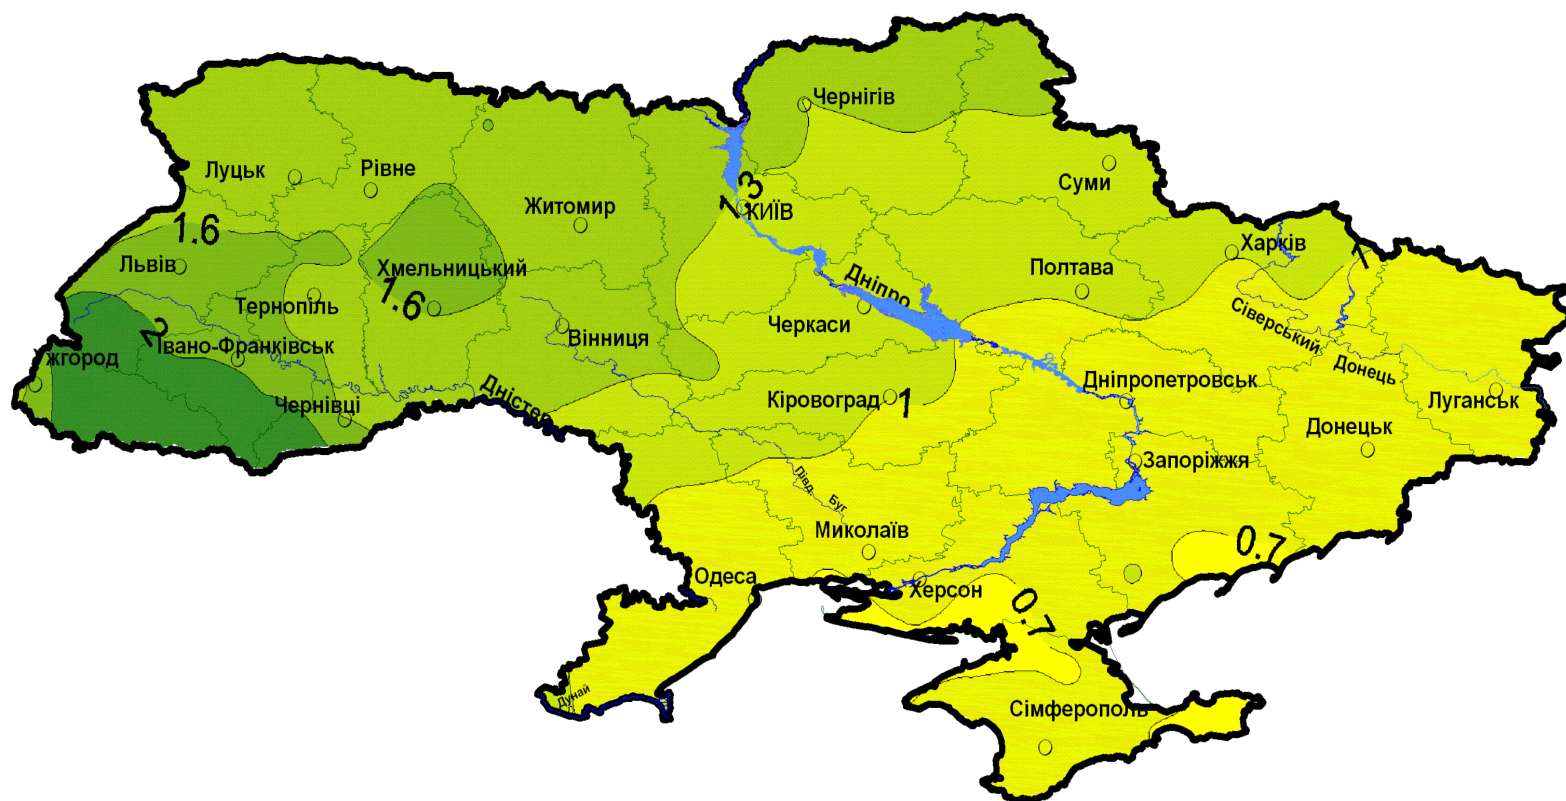 Чернігів
Луцьк
Рівне
Суми
Житомир
1.3
КИЇВ
1.6
Львів
Хмельницький
Харків
1
Тернопіль
1.6
Полтава
Дніпро
Черкаси
Сіверський
Донець
2
Івано-Франківськ
Вінниця
жгород
Дністер
Чернівці
Кіровоград
1
Дніпропетровськ
Луганськ
Донецьк
Запоріжжя
Півд.
Буг
Миколаїв
0.7
Одеса
Херсон
0.7
Дунай
Сімферополь